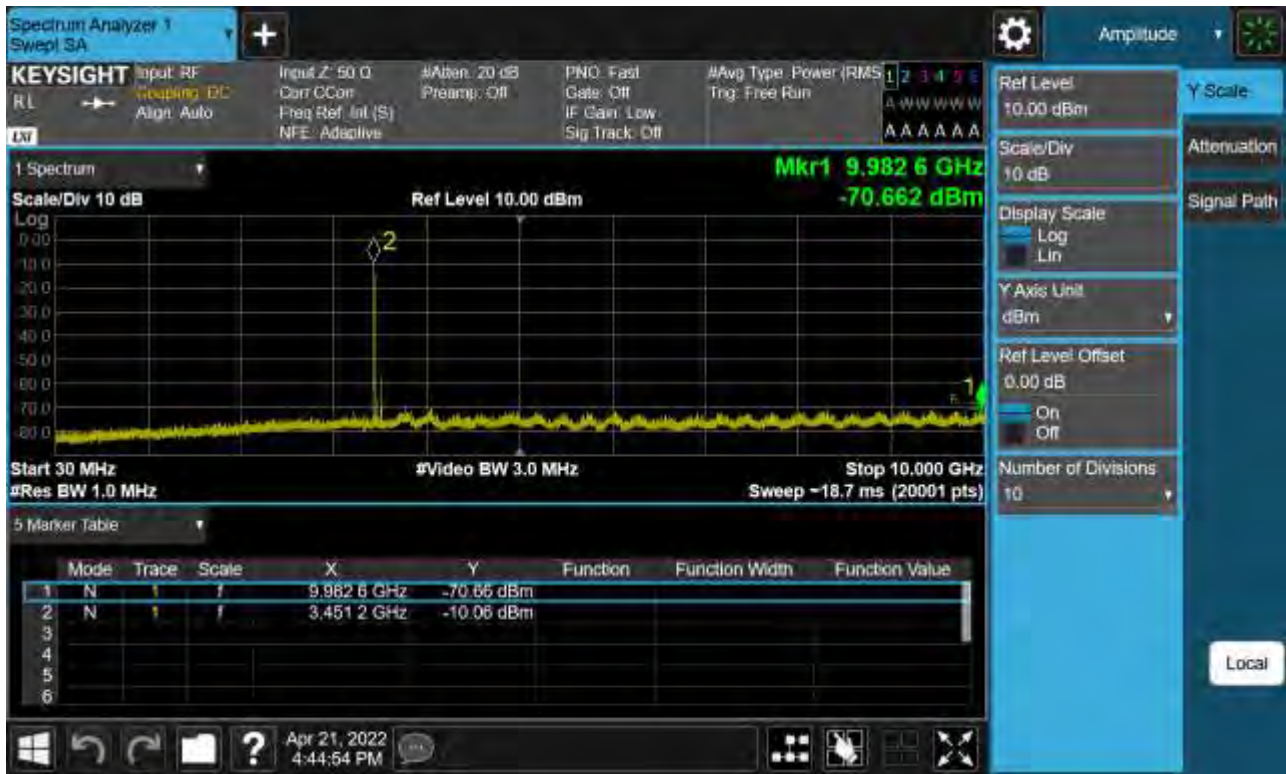 Spectrum Analyzer 1
Swept SA
+
Amplitude
KEYSIGHT
RL
LXI
Input: RF
Coupling: DC
Align: Auto
Input Z: 50 Ω
Corr CCorr
Freq Ref: Int (S)
NFE: Adaptive
#Atten: 20 dB
Preamp: Off
PNO: Fast
Gate: Off
IF Gain: Low
Sig Track: Off
#Avg Type: Power (RMS
Trig: Free Run
1 2 3 4 5 6
A W W W W W
A A A A A A
1 Spectrum
Mkr1 9.982 6 GHz
-70.662 dBm
Scale/Div 10 dB
Ref Level 10.00 dBm
Log
0.00
-10.0
-20.0
-30.0
-40.0
-50.0
-60.0
-70.0
-80.0
2
1
Start 30 MHz
#Video BW 3.0 MHz
Stop 10.000 GHz
#Res BW 1.0 MHz
Sweep ~18.7 ms (20001 pts)
5 Marker Table
Mode Trace Scale X Y Function Function Width Function Value
1 N 1 f 9.982 6 GHz -70.66 dBm
2 N 1 f 3.451 2 GHz -10.06 dBm
3
4
5
6
?
Apr 21, 2022
4:44:54 PM
Ref Level
10.00 dBm
Scale/Div
10 dB
Display Scale
Log
Lin
Y Axis Unit
dBm
Ref Level Offset
0.00 dB
On
Off
Number of Divisions
10
Y Scale
Attenuation
Signal Path
Local